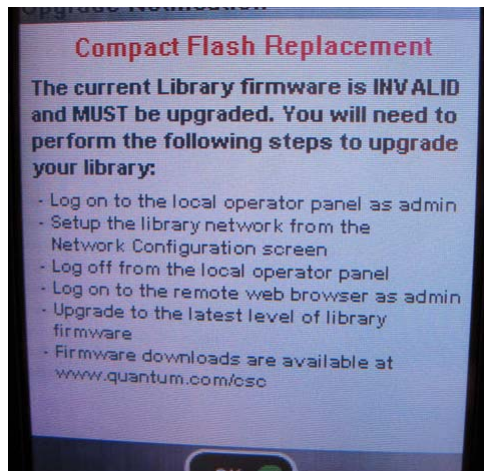 Upgrade Notification
Compact Flash Replacement
The current Library firmware is INVALID
and MUST be upgraded. You will need to
perform the following steps to upgrade
your library:
- Log on to the local operator panel as admin
- Setup the library network from the
Network Configuration screen
- Log off from the local operator panel
- Log on to the remote web browser as admin
- Upgrade to the latest level of library
firmware
- Firmware downloads are available at
www.quantum.com/csc
OK